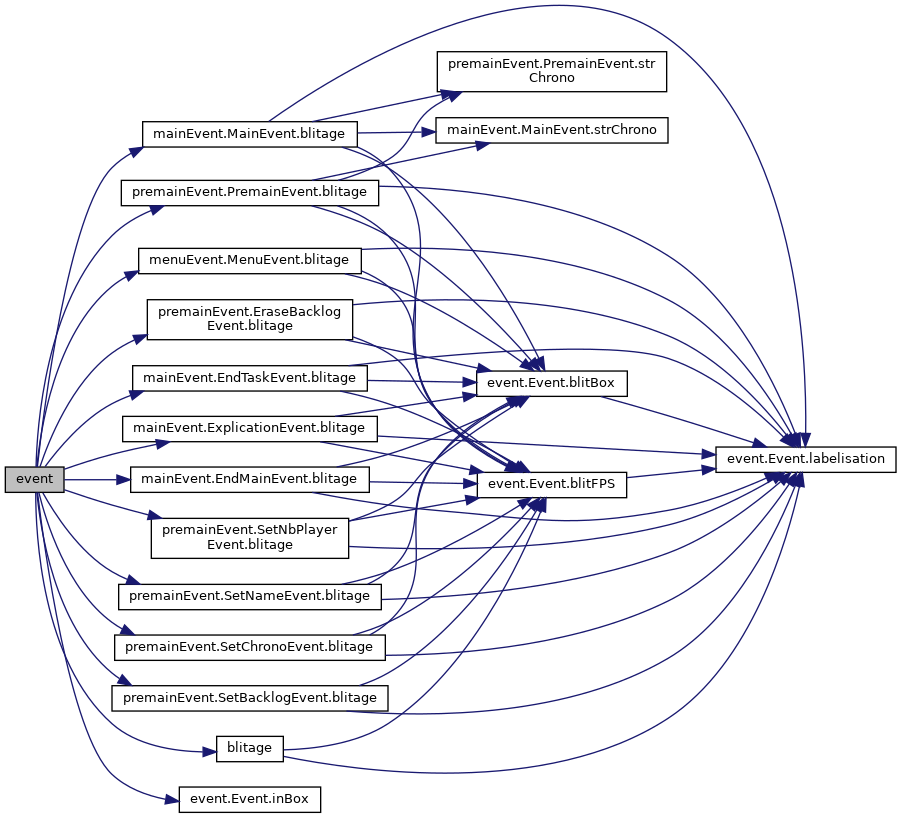 event
mainEvent.MainEvent.blitage
premainEvent.PremainEvent.blitage
menuEvent.MenuEvent.blitage
premainEvent.EraseBacklog
Event.blitage
mainEvent.EndTaskEvent.blitage
mainEvent.ExplicationEvent.blitage
mainEvent.EndMainEvent.blitage
premainEvent.SetNbPlayer
Event.blitage
premainEvent.SetNameEvent.blitage
premainEvent.SetChronoEvent.blitage
premainEvent.SetBacklogEvent.blitage
blitage
event.Event.inBox
premainEvent.PremainEvent.str
Chrono
mainEvent.MainEvent.strChrono
event.Event.blitBox
event.Event.blitFPS
event.Event.labelisation